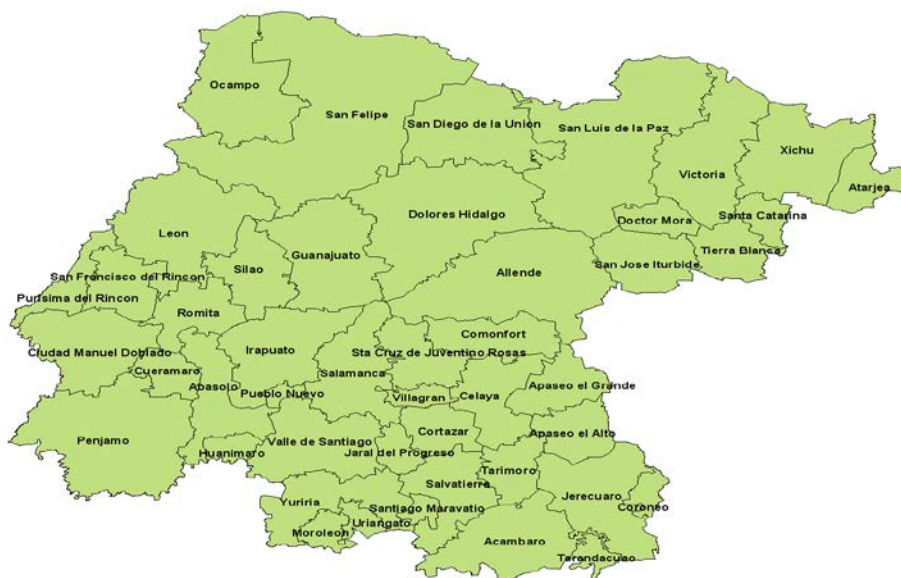 Ocampo
San Felipe
San Diego de la Union
San Luis de la Paz
Xichu
Victoria
Atarjea
Dolores Hidalgo
Doctor Mora
Santa Catarina
Leon
Guanajuato
Silao
Tierra Blanca
San Jose Iturbide
Allende
San Francisco del Rincon
Purisima del Rincon
Romita
Comonfort
Ciudad Manuel Doblado
Irapuato
Sta Cruz de Juventino Rosas
Cueramaro
Salamanca
Abasolo
Pueblo Nuevo
Villagran
Celaya
Apaseo el Grande
Penjamo
Huanimaro
Valle de Santiago
Cortazar
Apaseo el Alto
Jaral del Progreso
Tarimoro
Salvatierra
Jerecuaro
Yuriria
Santiago Maravatio
Coroneo
Uriangato
Moroleon
Acambaro
Tarandacuao